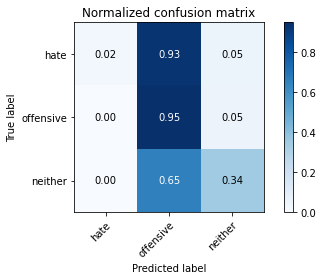 Normalized confusion matrix
hate 0.02 0.93 0.05
offensive 0.00 0.95 0.05
neither 0.00 0.65 0.34
hate offensive neither
True label
Predicted label
0.8
0.6
0.4
0.2
0.0